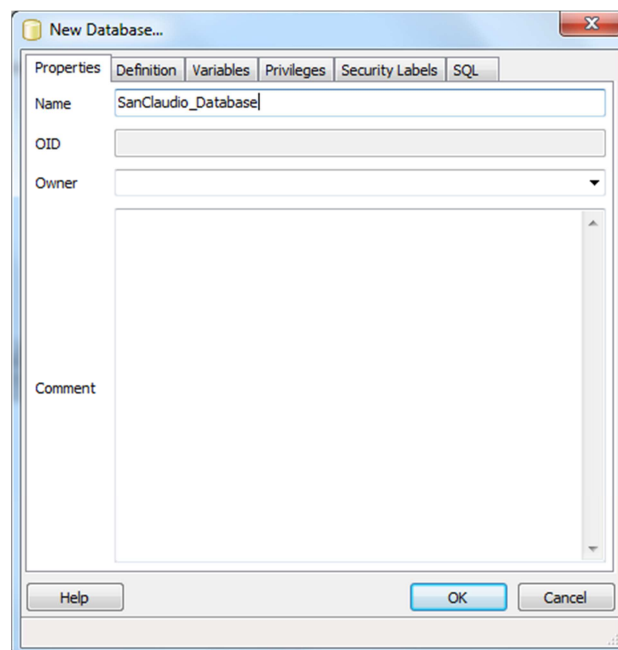 New Database...
Properties Definition Variables Privileges Security Labels SQL
Name SanClaudio_Database
OID
Owner
Comment
Help OK Cancel